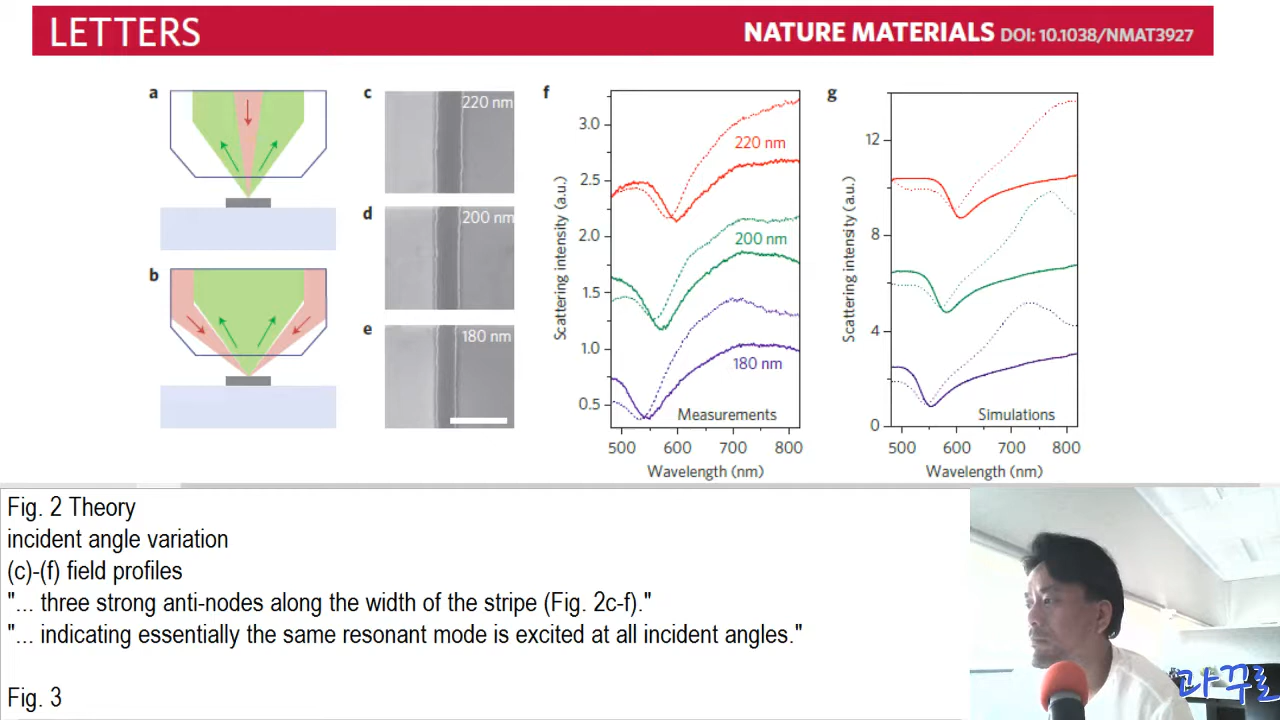 LETTERS
NATURE MATERIALS DOI: 10.1038/NMAT3927
a
b
c
220 nm
d
200 nm
e
180 nm
f
Scattering intensity (a.u.)
3.0
2.5
2.0
1.5
1.0
0.5
220 nm
200 nm
180 nm
Measurements
500 600 700 800
Wavelength (nm)
g
Scattering intensity (a.u.)
12
8
4
0
Simulations
500 600 700 800
Wavelength (nm)
Fig. 2 Theory
incident angle variation
(c)-(f) field profiles
"... three strong anti-nodes along the width of the stripe (Fig. 2c-f)."
"... indicating essentially the same resonant mode is excited at all incident angles."
Fig. 3
과꾸로